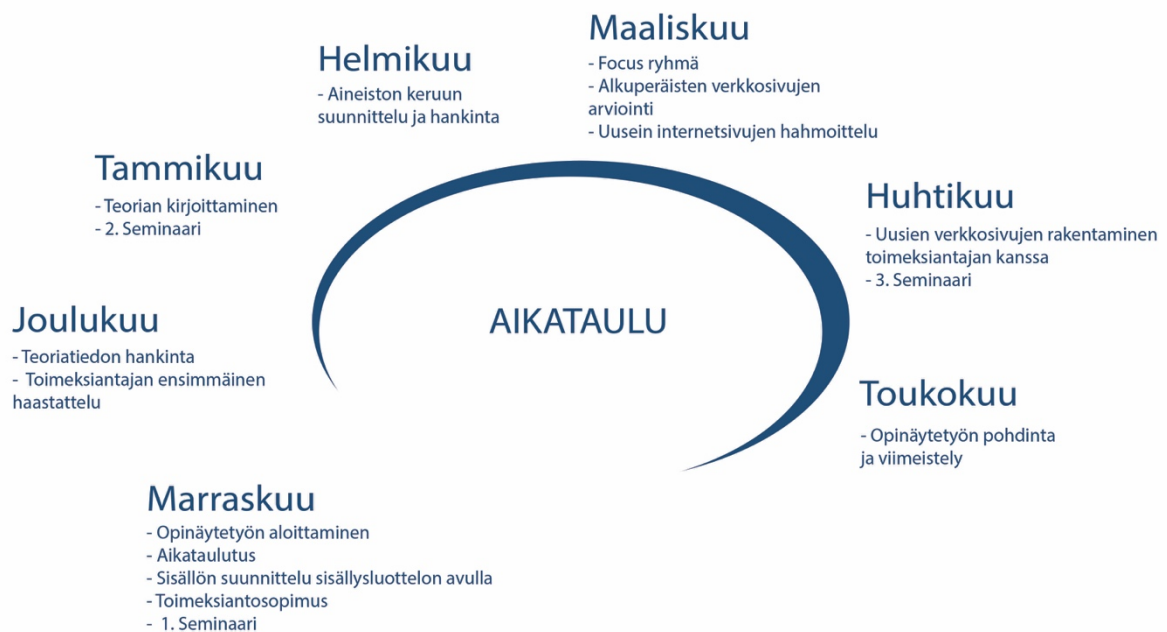 Maaliskuu
- Focus ryhmä
- Alkuperäisten verkkosivujen
arviointi
- Uusein internetsivujen hahmoittelu
Helmikuu
- Aineiston keruun
suunnittelu ja hankinta
Tammikuu
- Teorian kirjoittaminen
- 2. Seminaari
Huhtikuu
- Uusien verkkosivujen rakentaminen
toimeksiantajan kanssa
- 3. Seminaari
Joulukuu
- Teoriatiedon hankinta
- Toimeksiantajan ensimmäinen
haastattelu
AIKATAULU
Toukokuu
- Opinäytetyön pohdinta
ja viimeistely
Marraskuu
- Opinäytetyön aloittaminen
- Aikataulutus
- Sisällön suunnittelu sisällysluottelon avulla
- Toimeksiantosopimus
- 1. Seminaari